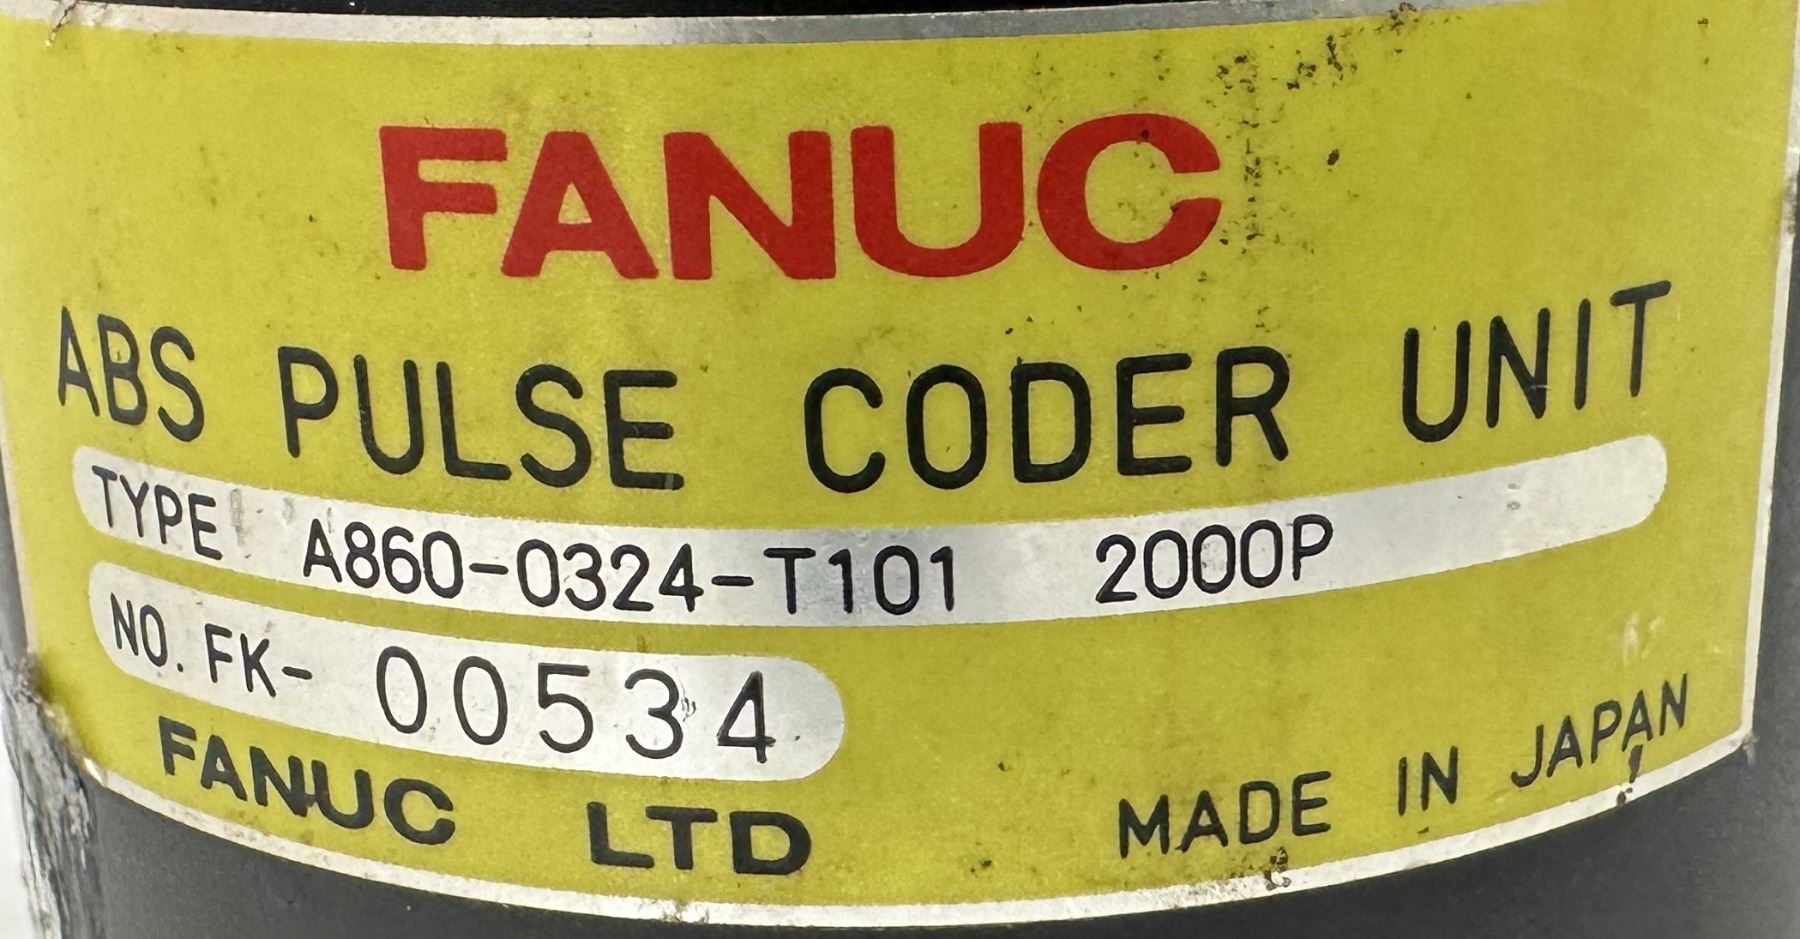 FANUC
ABS PULSE CODER UNIT
TYPE A860-0324-T101 2000P
NO. FK- 00534
FANUC LTD
MADE IN JAPAN